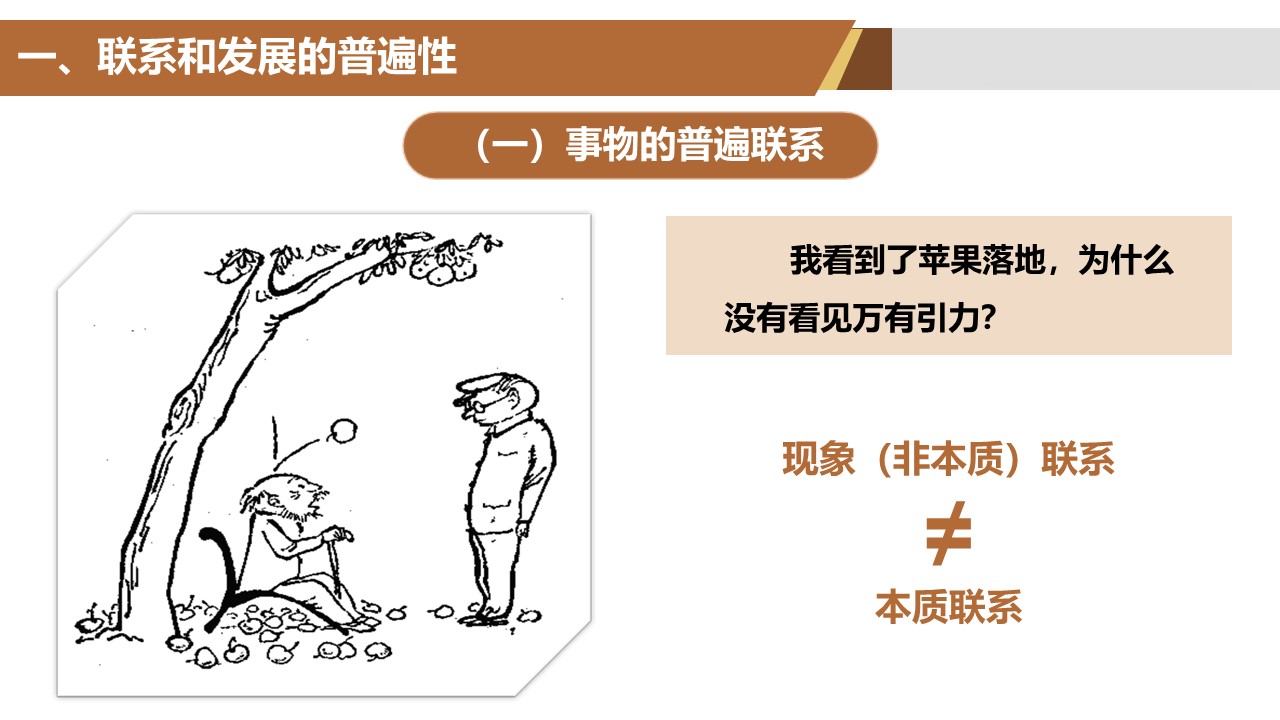 一、联系和发展的普遍性
（一）事物的普遍联系
我看到了苹果落地，为什么
没有看见万有引力？
现象（非本质）联系
≠
本质联系